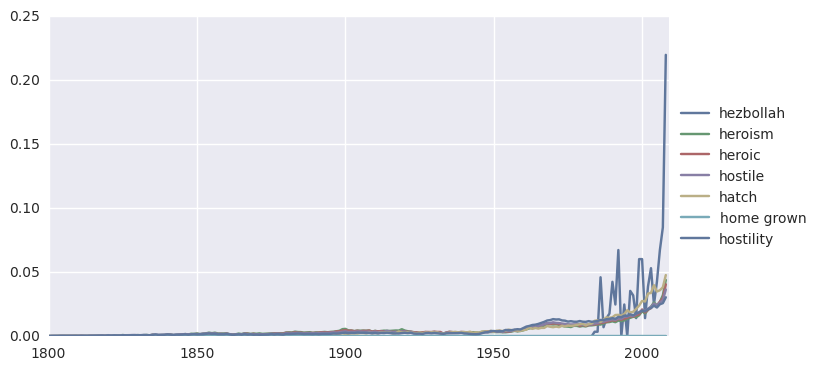 0.25
0.20
0.15
0.10
0.05
0.00
1800
1850
1900
1950
2000
hezbollah
heroism
heroic
hostile
hatch
home grown
hostility